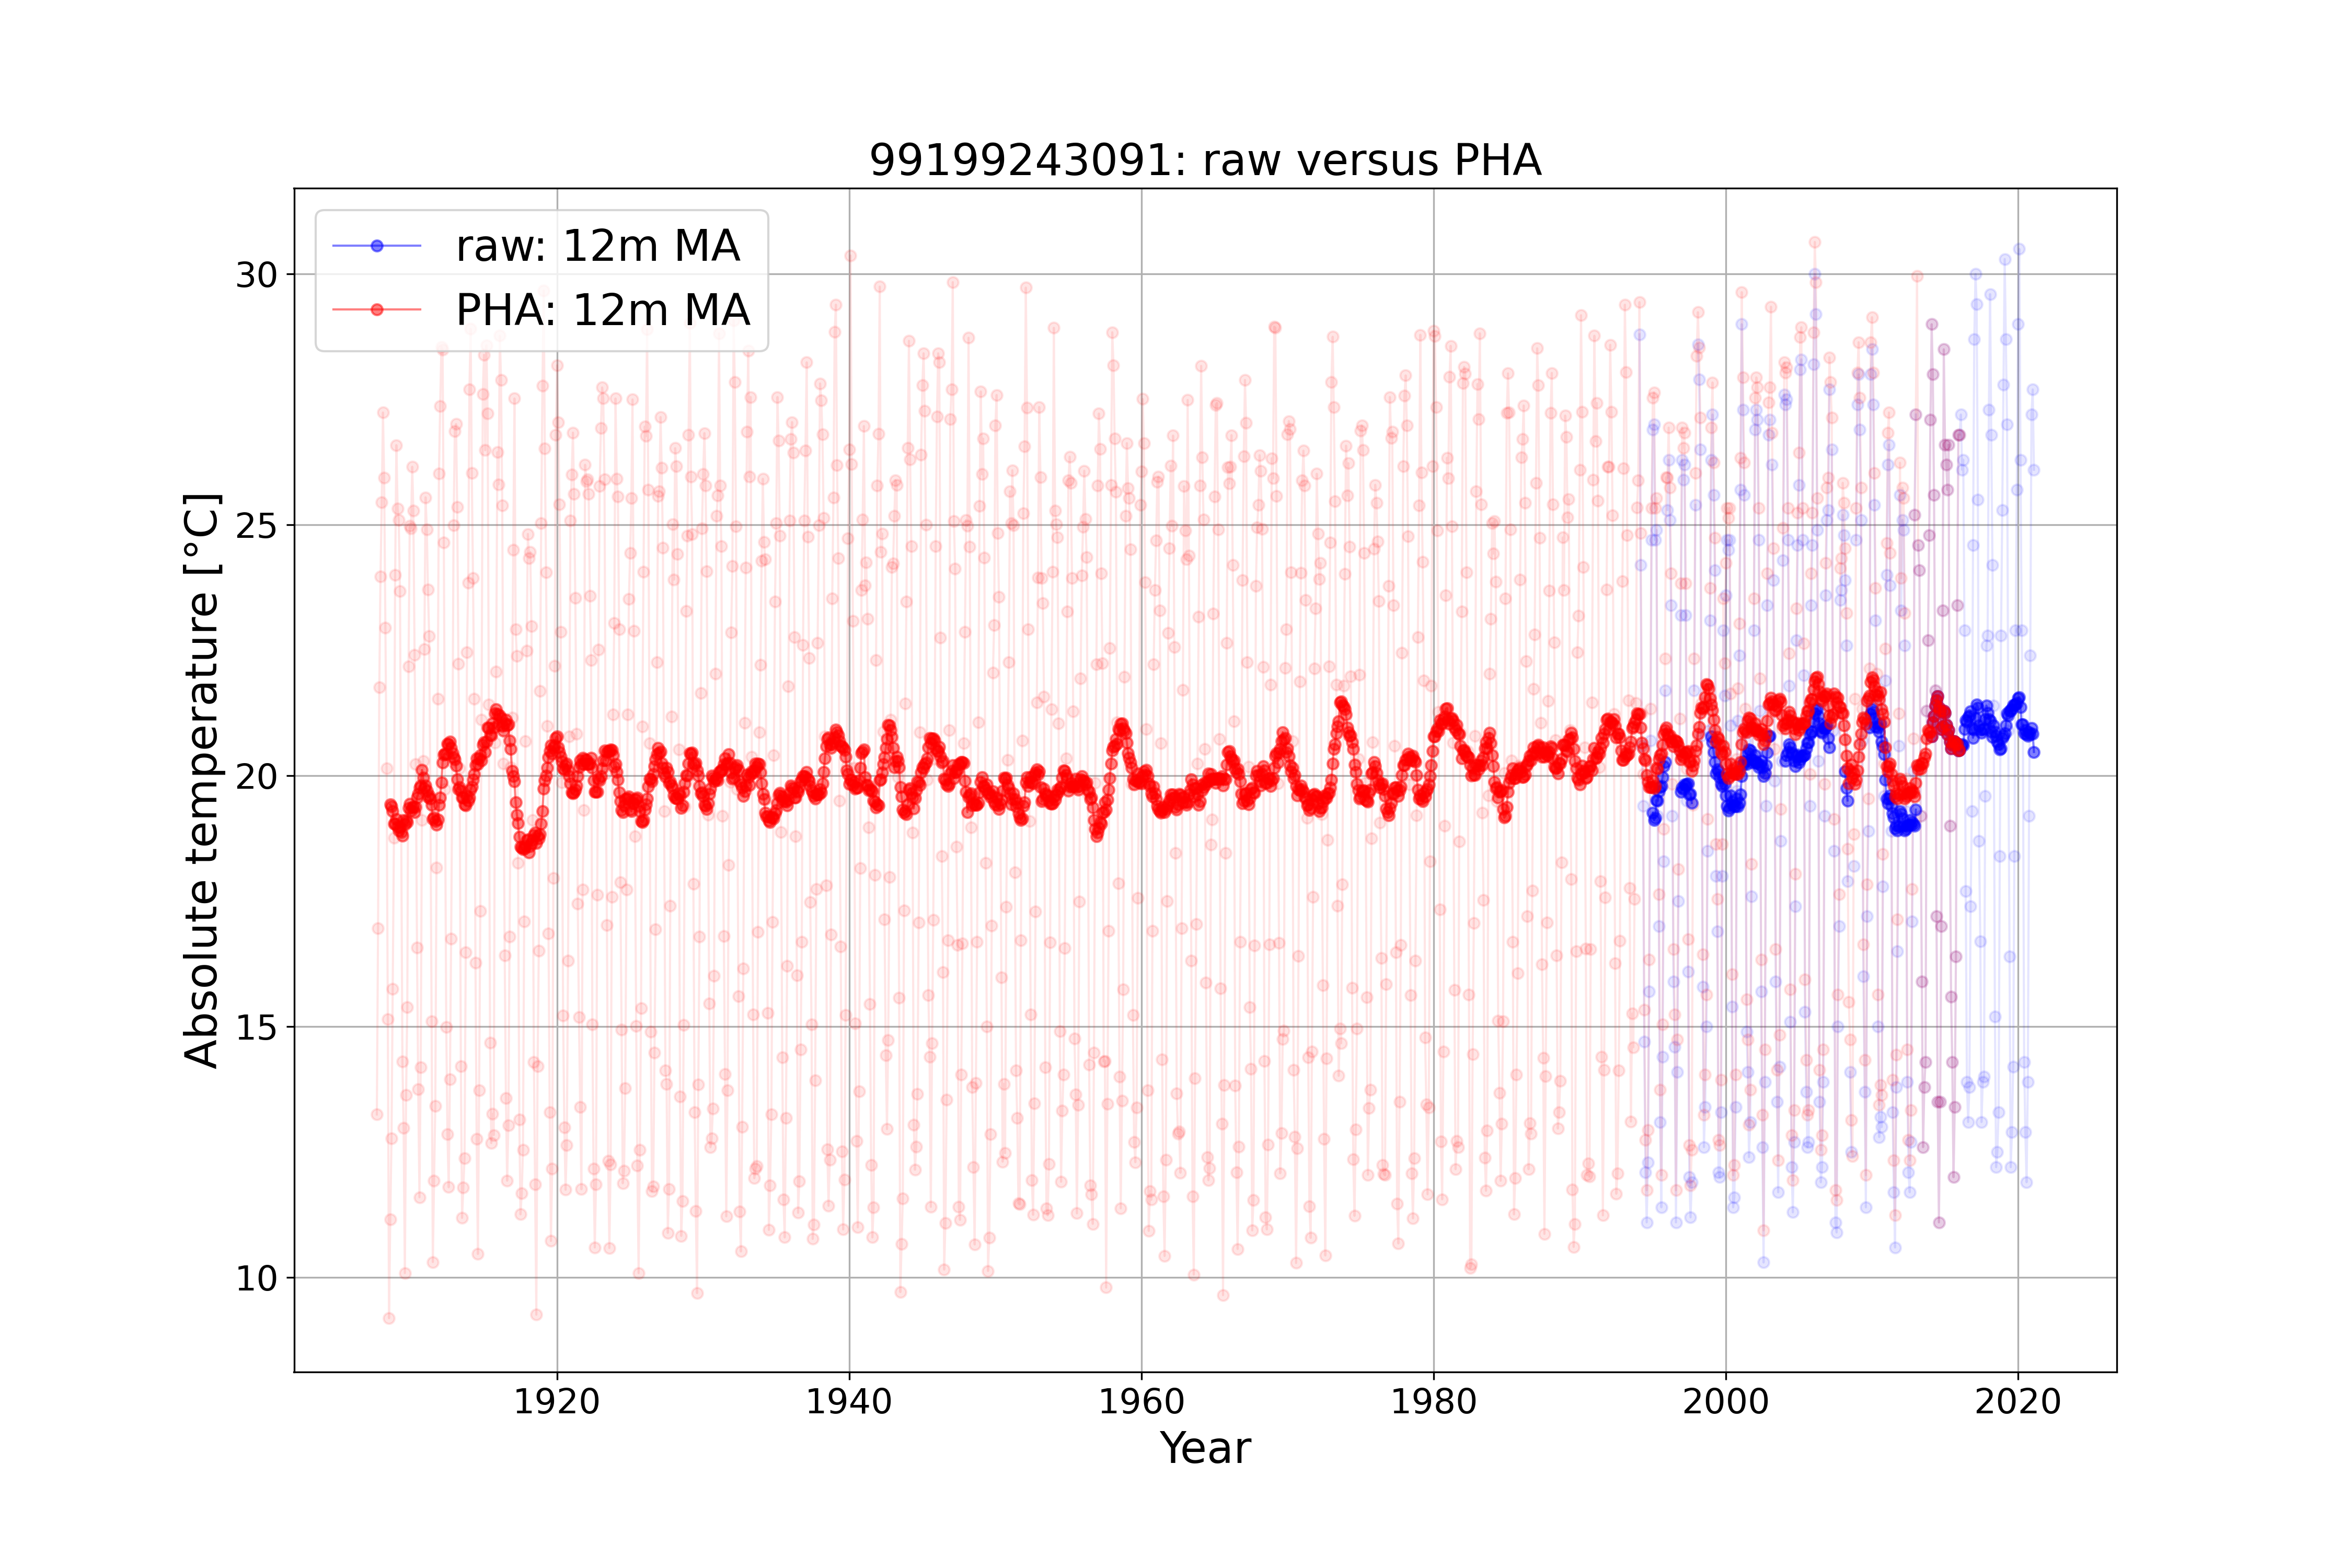 99199243091: raw versus PHA
raw: 12m MA
PHA: 12m MA
Absolute temperature [°C]
30
25
20
15
10
1920
1940
1960
1980
2000
2020
Year